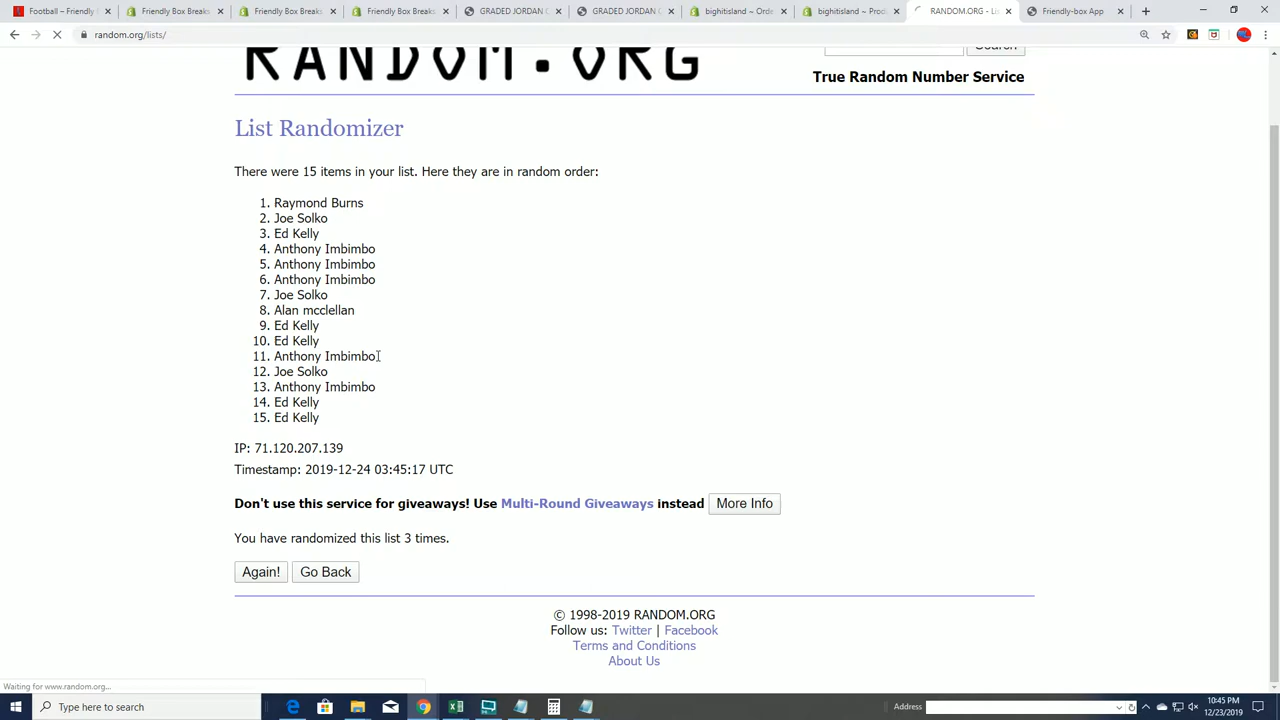 Football – Friendly
Friendly Box Breaks
Friendly Box Breaks
Friendly Box Breaks
GRADED JORDAN C
GRADED JORDAN C
bighitisland ~ Orde
bighitisland ~ Prod
RANDOM.ORG - Li
Friendly-box App
random.org/lists/
RANDOM.ORG
Search
True Random Number Service
List Randomizer
There were 15 items in your list. Here they are in random order:
1. Raymond Burns
2. Joe Solko
3. Ed Kelly
4. Anthony Imbimbo
5. Anthony Imbimbo
6. Anthony Imbimbo
7. Joe Solko
8. Alan mcclellan
9. Ed Kelly
10. Ed Kelly
11. Anthony Imbimbo
12. Joe Solko
13. Anthony Imbimbo
14. Ed Kelly
15. Ed Kelly
IP: 71.120.207.139
Timestamp: 2019-12-24 03:45:17 UTC
Don't use this service for giveaways! Use Multi-Round Giveaways instead More Info
You have randomized this list 3 times.
Again! Go Back
© 1998-2019 RANDOM.ORG
Follow us: Twitter | Facebook
Terms and Conditions
About Us
Waiting for www.random.org...
Type here to search
Address
10:45 PM
12/23/2019